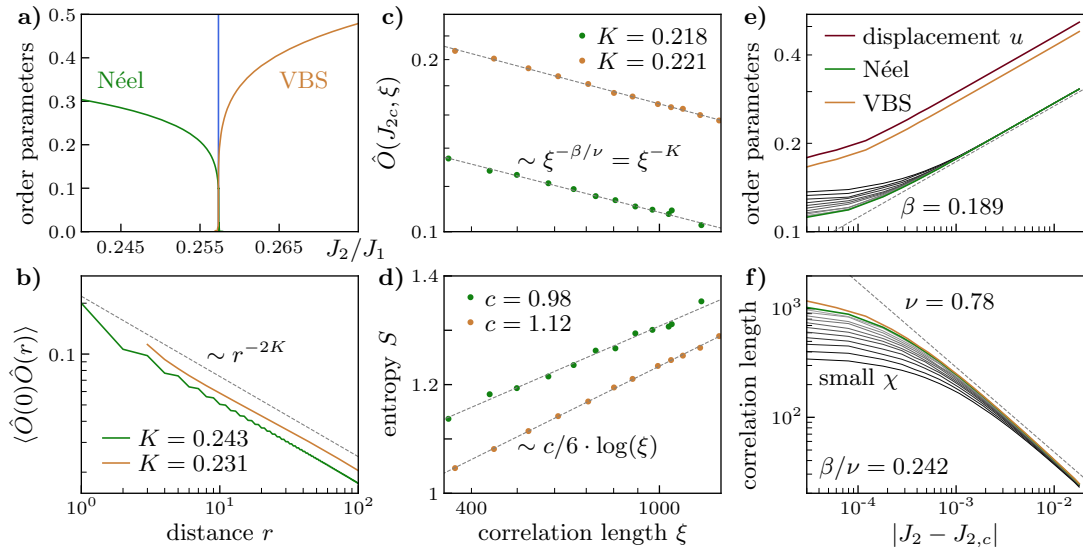 a)
0.5
0.4
0.3
0.2
0.1
0.0
order parameters
Néel
VBS
0.245
0.255
0.265
J₂/J₁
b)
0.1
⟨Ô(0)Ô(r)⟩
∼ r⁻²ᴷ
K = 0.243
K = 0.231
10⁰
10¹
10²
distance r
c)
0.2
0.1
Ô(J₂c, ξ)
K = 0.218
K = 0.221
∼ ξ^{−β/ν} = ξ^{−K}
d)
1.4
1.2
1
entropy S
c = 0.98
c = 1.12
∼ c/6 · log(ξ)
400
1000
correlation length ξ
e)
0.4
0.2
0.1
order parameters
displacement u
Néel
VBS
β = 0.189
f)
10³
10²
correlation length
ν = 0.78
small χ
β/ν = 0.242
10⁻⁴
10⁻³
10⁻²
|J₂ − J₂,c|